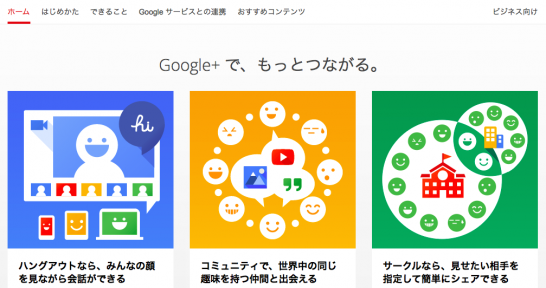 ホーム はじめかた できること Google サービスとの連携 おすすめコンテンツ ビジネス向け
Google+ で、もっとつながる。
hi
ハングアウトなら、みんなの顔
を見ながら会話ができる
コミュニティで、世界中の同じ
趣味を持つ仲間と出会える
サークルなら、見せたい相手を
指定して簡単にシェアできる